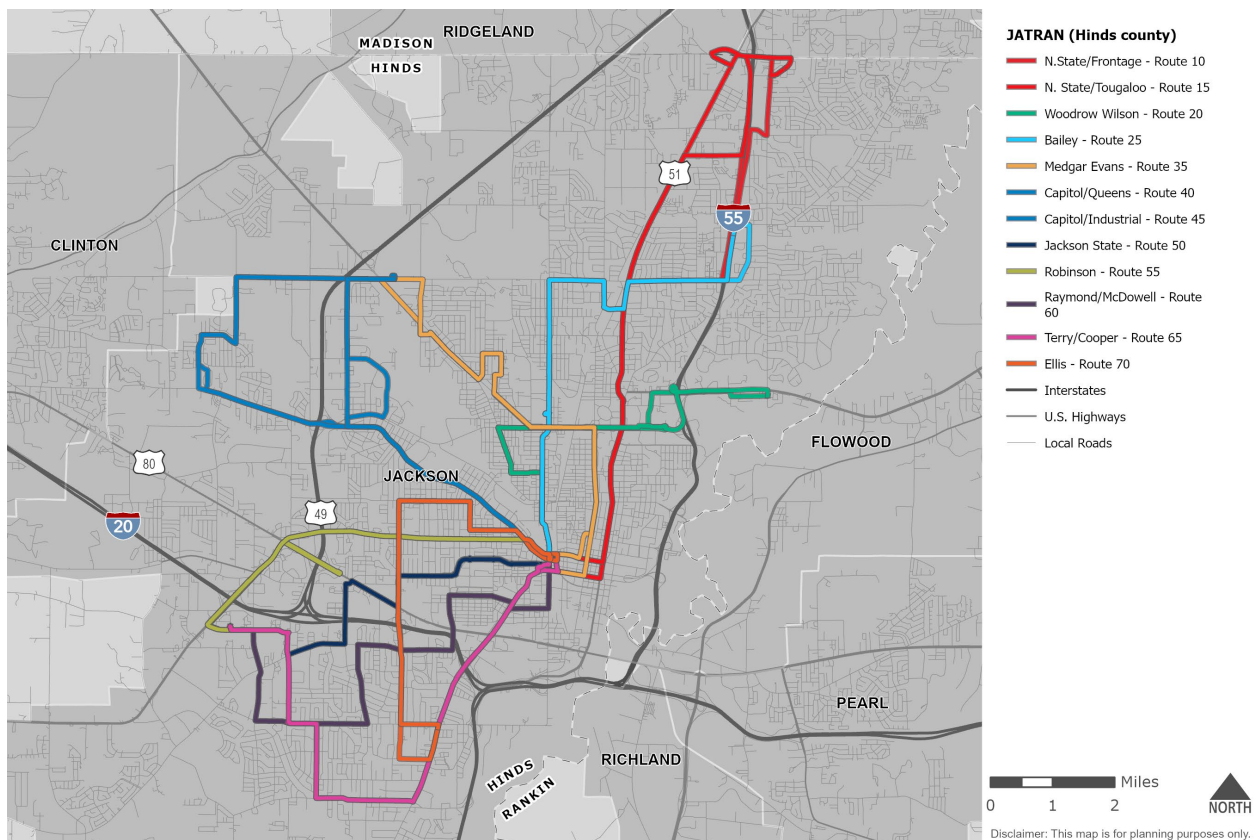 RIDGELAND
MADISON
HINDS
51
55
CLINTON
80
JACKSON
FLOWOOD
49
20
PEARL
RICHLAND
HINDS
RANKIN
JATRAN (Hinds county)
N.State/Frontage - Route 10
N. State/Tougaloo - Route 15
Woodrow Wilson - Route 20
Bailey - Route 25
Medgar Evans - Route 35
Capitol/Queens - Route 40
Capitol/Industrial - Route 45
Jackson State - Route 50
Robinson - Route 55
Raymond/McDowell - Route
60
Terry/Cooper - Route 65
Ellis - Route 70
Interstates
U.S. Highways
Local Roads
Miles
0 1 2
NORTH
Disclaimer: This map is for planning purposes only.